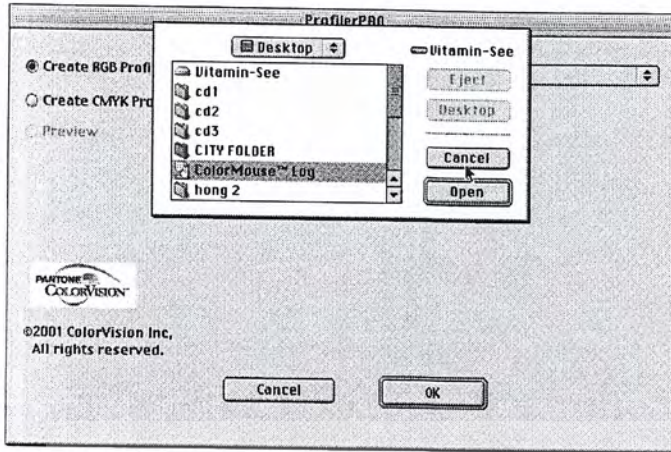 ProfilerPRO
Desktop
Vitamin-See
cd1
cd2
cd3
CITY FOLDER
ColorMouse™ Log
hong 2
Vitamin-See
Eject
Desktop
Cancel
Open
Create RGB Profi
Create CMYK Pro
Preview
PANTONE
COLORVISION™
©2001 ColorVision Inc,
All rights reserved.
Cancel
OK